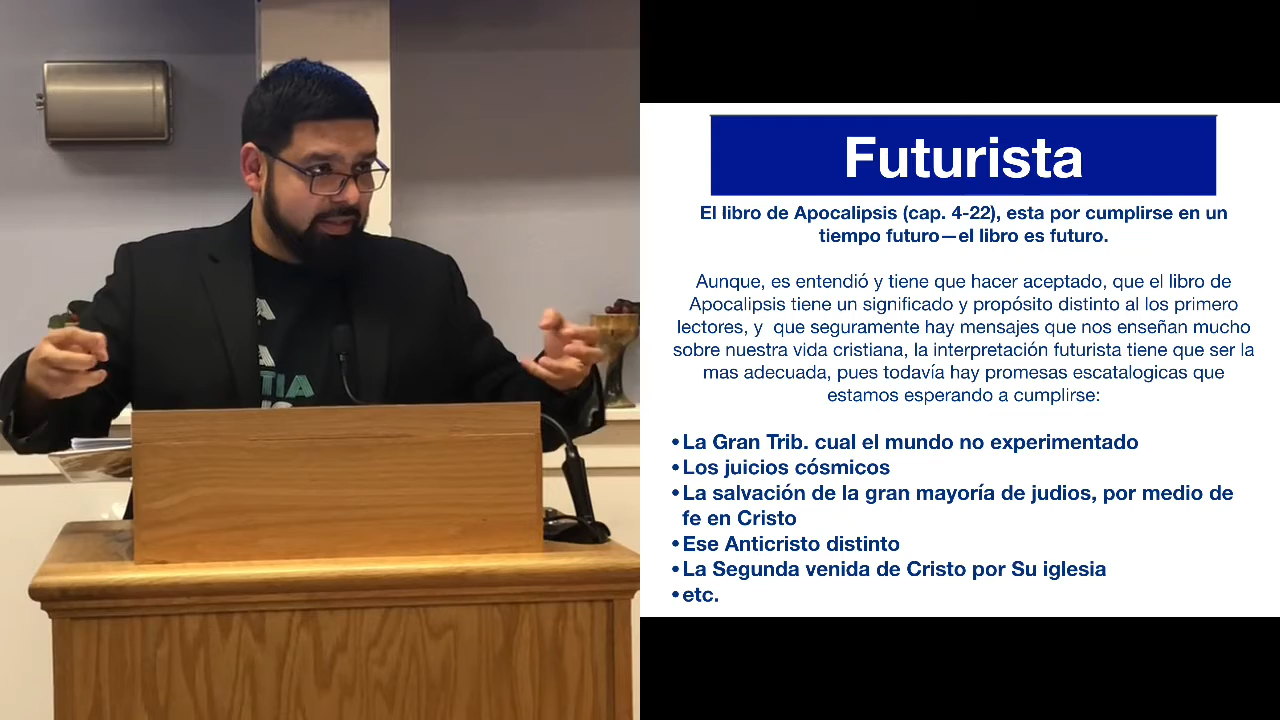 Futurista
El libro de Apocalipsis (cap. 4-22), esta por cumplirse en un
tiempo futuro—el libro es futuro.
Aunque, es entendió y tiene que hacer aceptado, que el libro de
Apocalipsis tiene un significado y propósito distinto al los primero
lectores, y que seguramente hay mensajes que nos enseñan mucho
sobre nuestra vida cristiana, la interpretación futurista tiene que ser la
mas adecuada, pues todavía hay promesas escatalogicas que
estamos esperando a cumplirse:
•La Gran Trib. cual el mundo no experimentado
•Los juicios cósmicos
•La salvación de la gran mayoría de judios, por medio de
fe en Cristo
•Ese Anticristo distinto
•La Segunda venida de Cristo por Su iglesia
•etc.